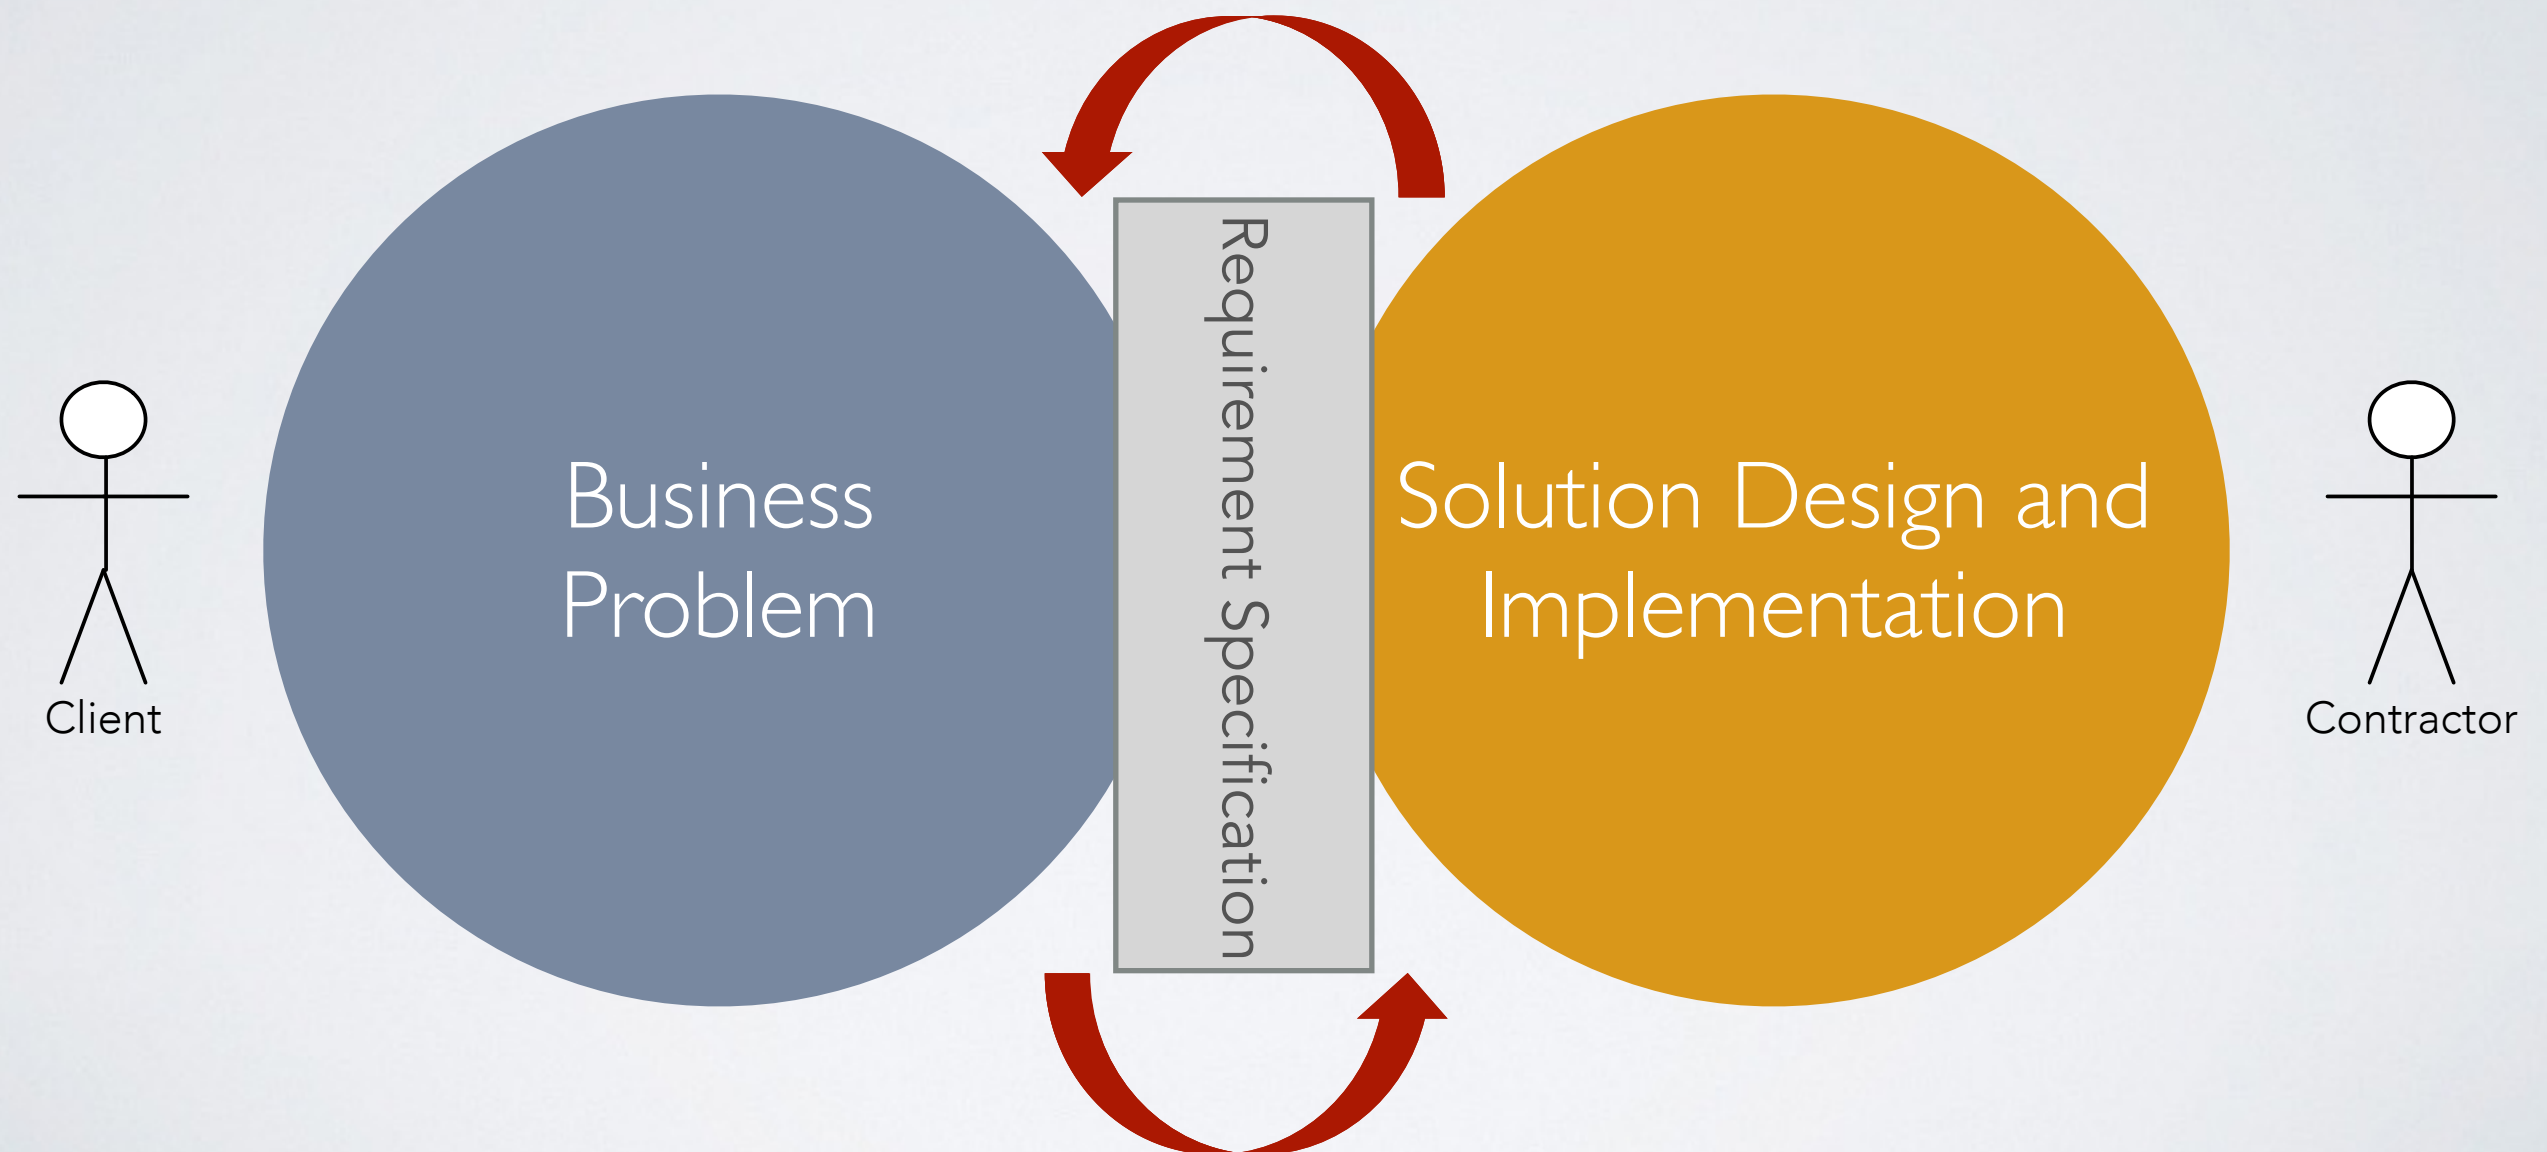 Client
Business
Problem
Requirement Specification
Solution Design and
Implementation
Contractor